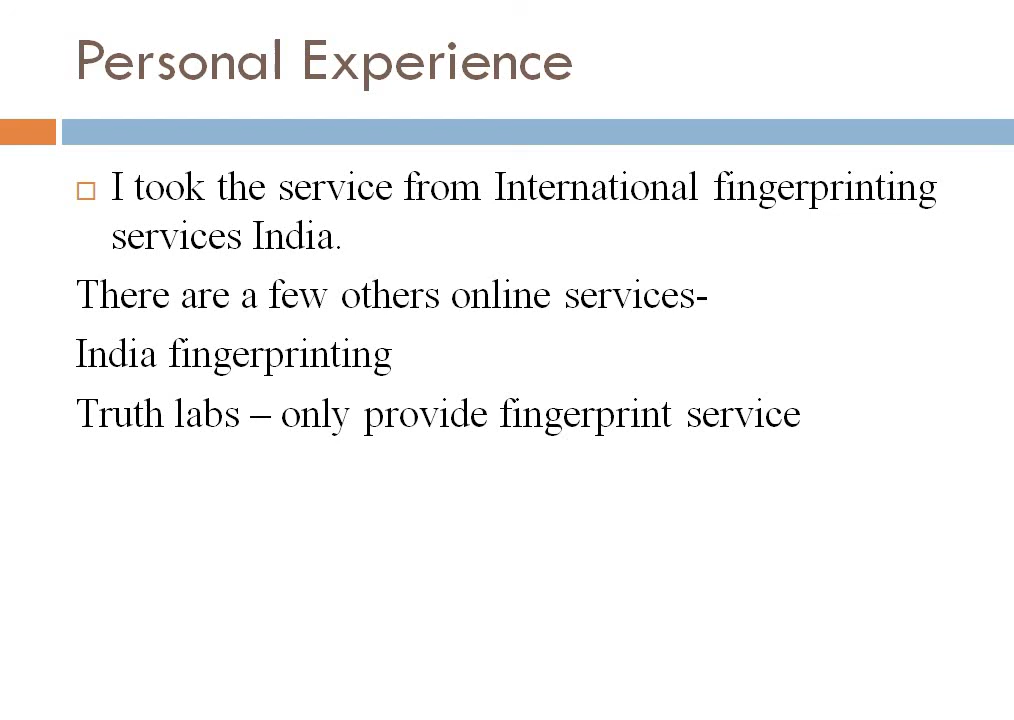 Personal Experience
I took the service from International fingerprinting
services India.
There are a few others online services-
India fingerprinting
Truth labs – only provide fingerprint service